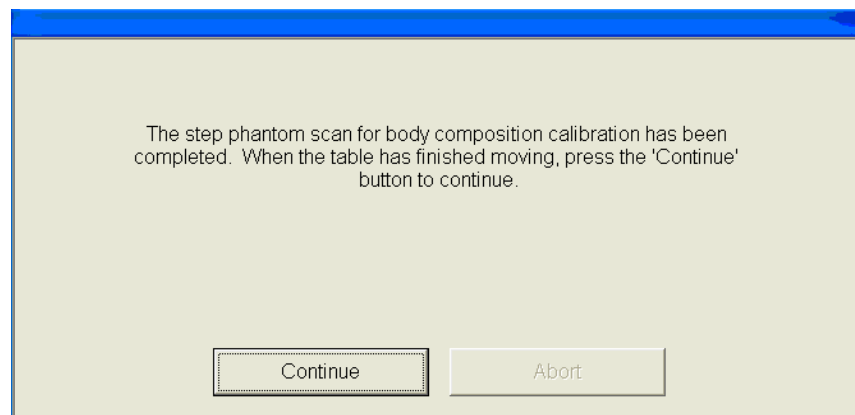 The step phantom scan for body composition calibration has been
completed.  When the table has finished moving, press the 'Continue'
button to continue.
Continue
Abort